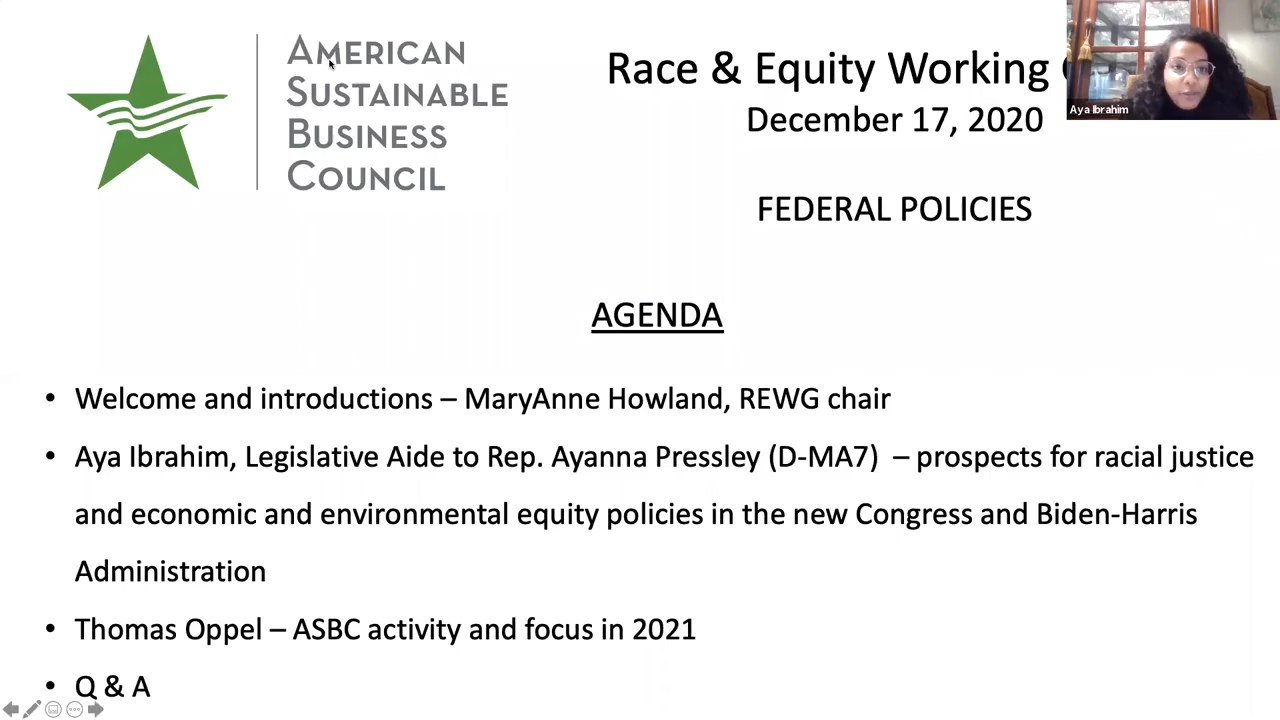 AMERICAN
SUSTAINABLE
BUSINESS
COUNCIL
Race & Equity Working
December 17, 2020
Aya Ibrahim
FEDERAL POLICIES
AGENDA
• Welcome and introductions – MaryAnne Howland, REWG chair
• Aya Ibrahim, Legislative Aide to Rep. Ayanna Pressley (D-MA7) – prospects for racial justice
and economic and environmental equity policies in the new Congress and Biden-Harris
Administration
• Thomas Oppel – ASBC activity and focus in 2021
• Q & A